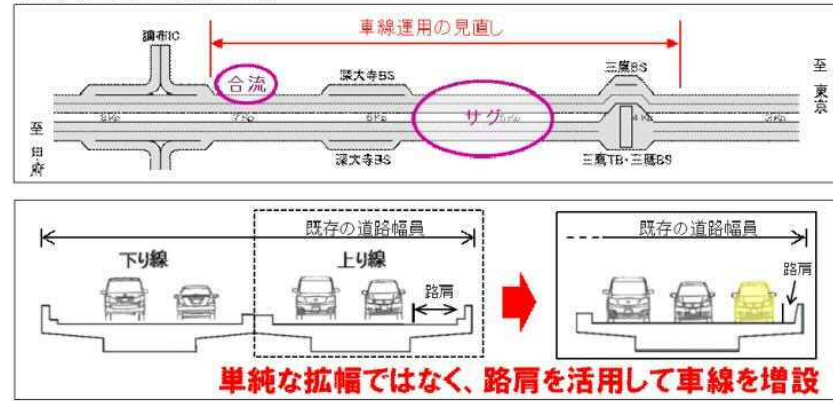 車線運用の見直し
調布IC
合流
深大寺BS
三鷹BS
至 東京
サグ
7Kp
6Kp
4Kp
至 甲府
深大寺BS
三鷹TB・三鷹BS
既存の道路幅員
既存の道路幅員
下り線
上り線
路肩
路肩
単純な拡幅ではなく、路肩を活用して車線を増設